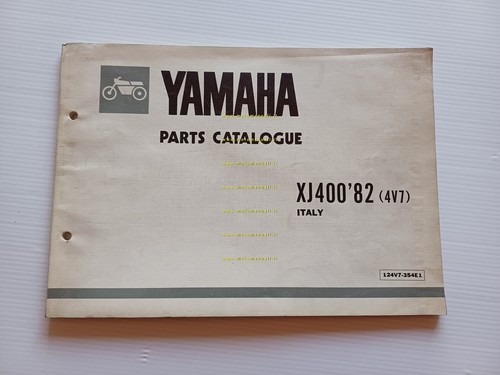 YAMAHA
PARTS CATALOGUE
XJ400'82 (4V7)
ITALY
124V7-354E1